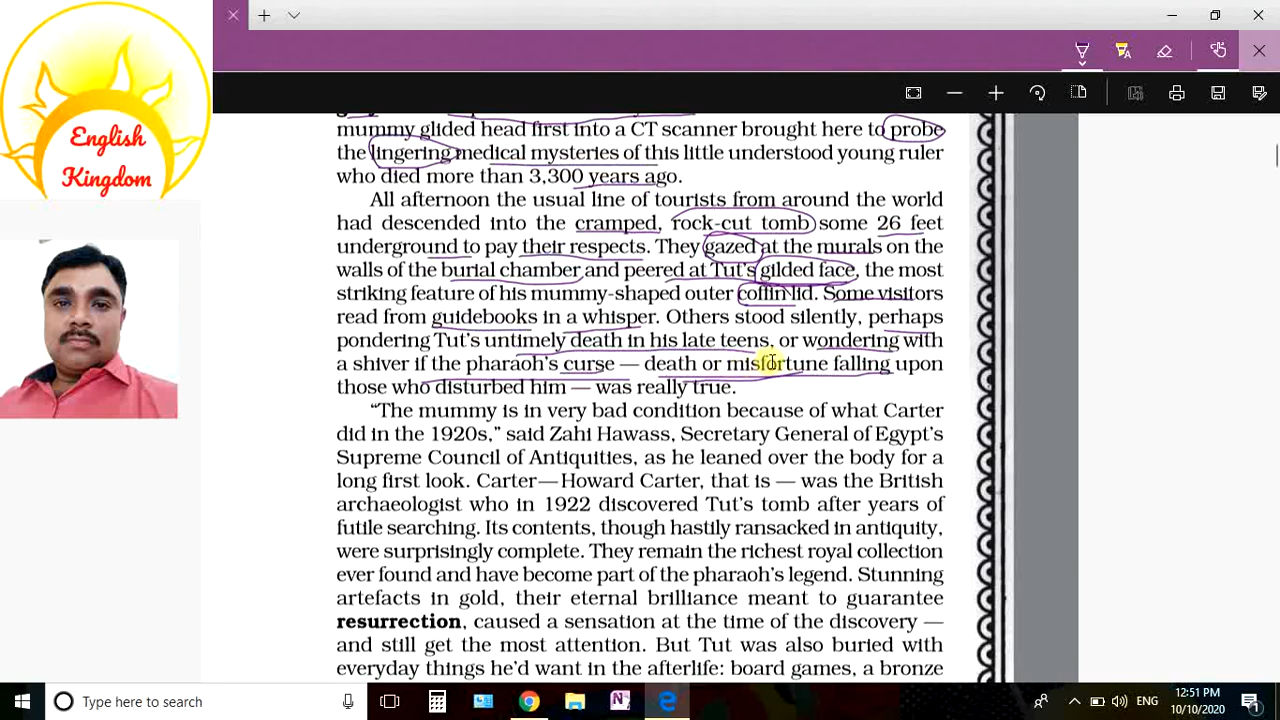 English
Kingdom
mummy glided head first into a CT scanner brought here to probe
the lingering medical mysteries of this little understood young ruler
who died more than 3,300 years ago.
All afternoon the usual line of tourists from around the world
had descended into the cramped, rock-cut tomb some 26 feet
underground to pay their respects. They gazed at the murals on the
walls of the burial chamber and peered at Tut's gilded face, the most
striking feature of his mummy-shaped outer coffin lid. Some visitors
read from guidebooks in a whisper. Others stood silently, perhaps
pondering Tut's untimely death in his late teens, or wondering with
a shiver if the pharaoh's curse — death or misfortune falling upon
those who disturbed him — was really true.
“The mummy is in very bad condition because of what Carter
did in the 1920s,” said Zahi Hawass, Secretary General of Egypt's
Supreme Council of Antiquities, as he leaned over the body for a
long first look. Carter—Howard Carter, that is — was the British
archaeologist who in 1922 discovered Tut's tomb after years of
futile searching. Its contents, though hastily ransacked in antiquity,
were surprisingly complete. They remain the richest royal collection
ever found and have become part of the pharaoh's legend. Stunning
artefacts in gold, their eternal brilliance meant to guarantee
resurrection, caused a sensation at the time of the discovery —
and still get the most attention. But Tut was also buried with
everyday things he'd want in the afterlife: board games, a bronze
Type here to search
ENG
12:51 PM
10/10/2020